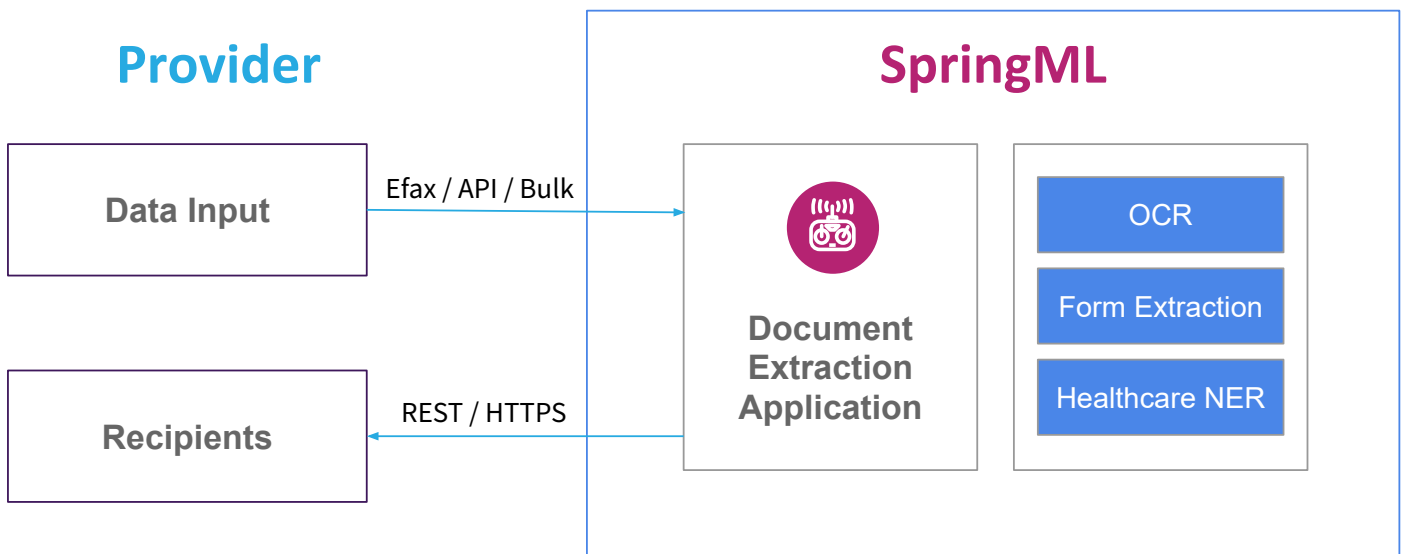 Provider
SpringML
Data Input
Efax / API / Bulk
Recipients
REST / HTTPS
Document
Extraction
Application
OCR
Form Extraction
Healthcare NER